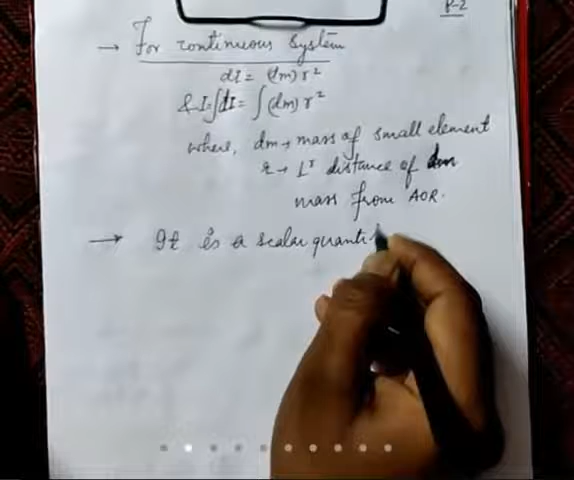 P-2
→ For continuous system
dI = (dm) r²
& I = ∫dI = ∫(dm) r²
where, dm → mass of small element
r → ⊥r distance of dm
mass from AOR.
→ It is a scalar quanti